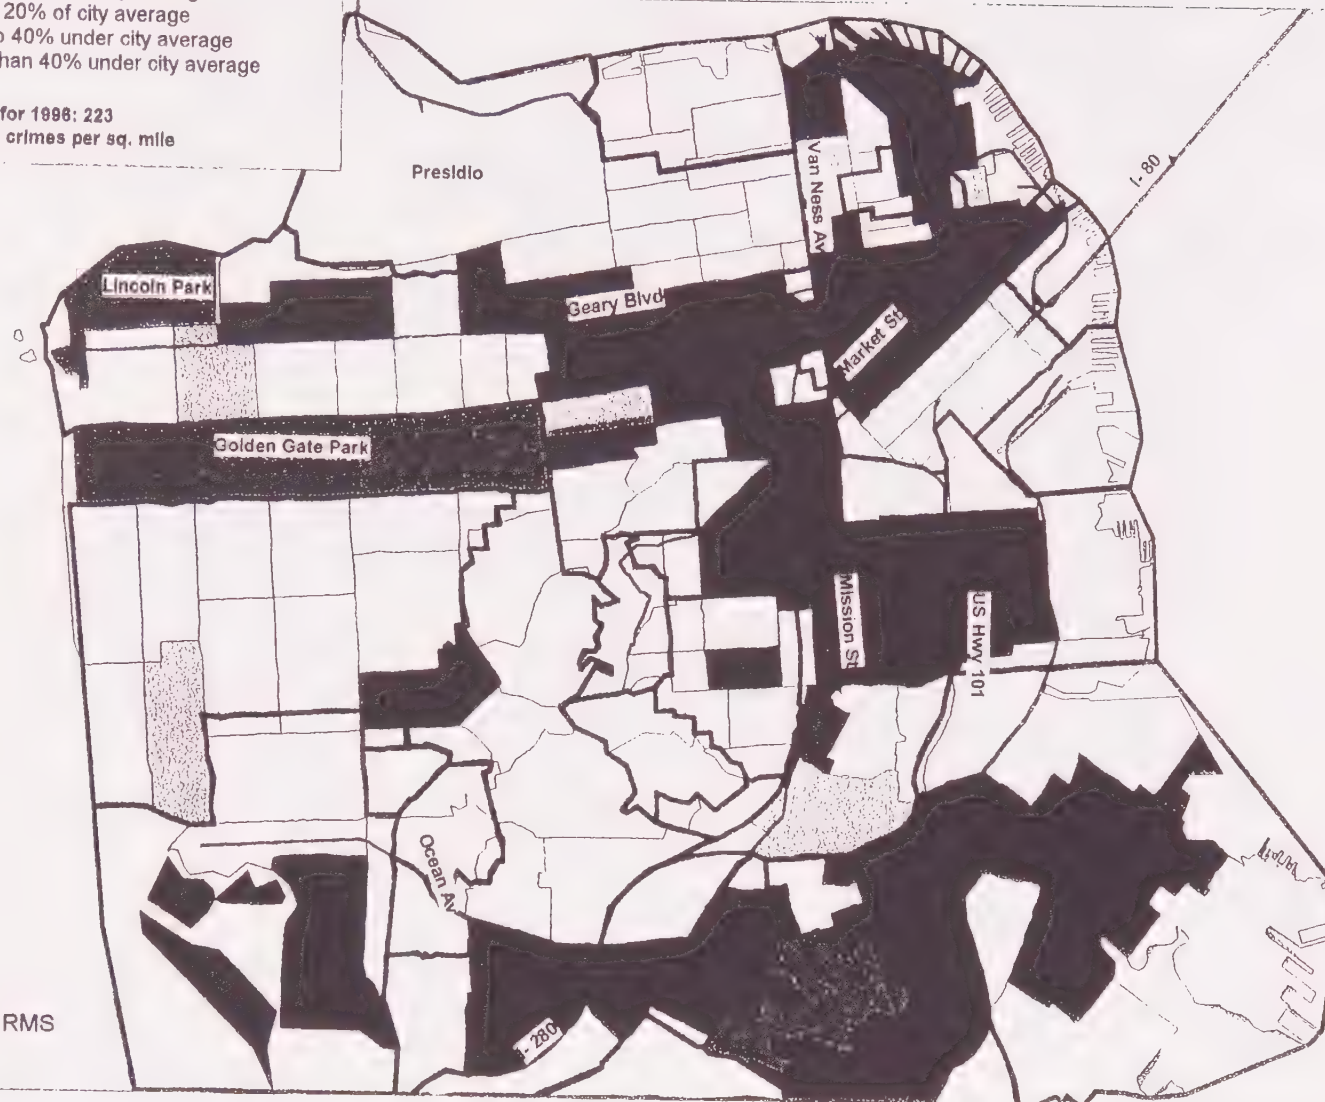 20% of city average
40% under city average
than 40% under city average
for 1998: 223
crimes per sq. mile
Presidio
I- 80
Van Ness Av
Lincoln Park
Geary Blvd
Market St
Golden Gate Park
Mission St
US Hwy 101
Ocean Av
RMS
I- 280